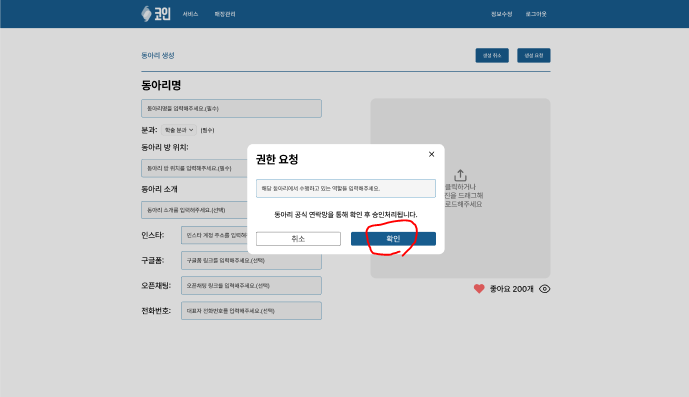 코인 서비스 매장관리 정보수정 로그아웃
동아리 생성 생성 취소 생성 요청
동아리명
동아리명을 입력해주세요.(필수)
분과: 학술 분과 (필수)
동아리 방 위치:
동아리 방 위치를 입력해주세요.(필수)
동아리 소개
동아리 소개를 입력해주세요.(선택)
인스타: 인스타 계정 주소를 입력하
구글폼: 구글폼 링크를 입력해주세요.(선택)
오픈채팅: 오픈채팅 링크를 입력해주세요.(선택)
전화번호: 대표자 전화번호를 입력해주세요.(선택)
권한 요청
해당 동아리에서 수행하고 있는 역할을 입력해주세요.
동아리 공식 연락망을 통해 확인 후 승인처리됩니다.
취소 확인
클릭하거나
진을 드래그해
로드해주세요
좋아요 200개